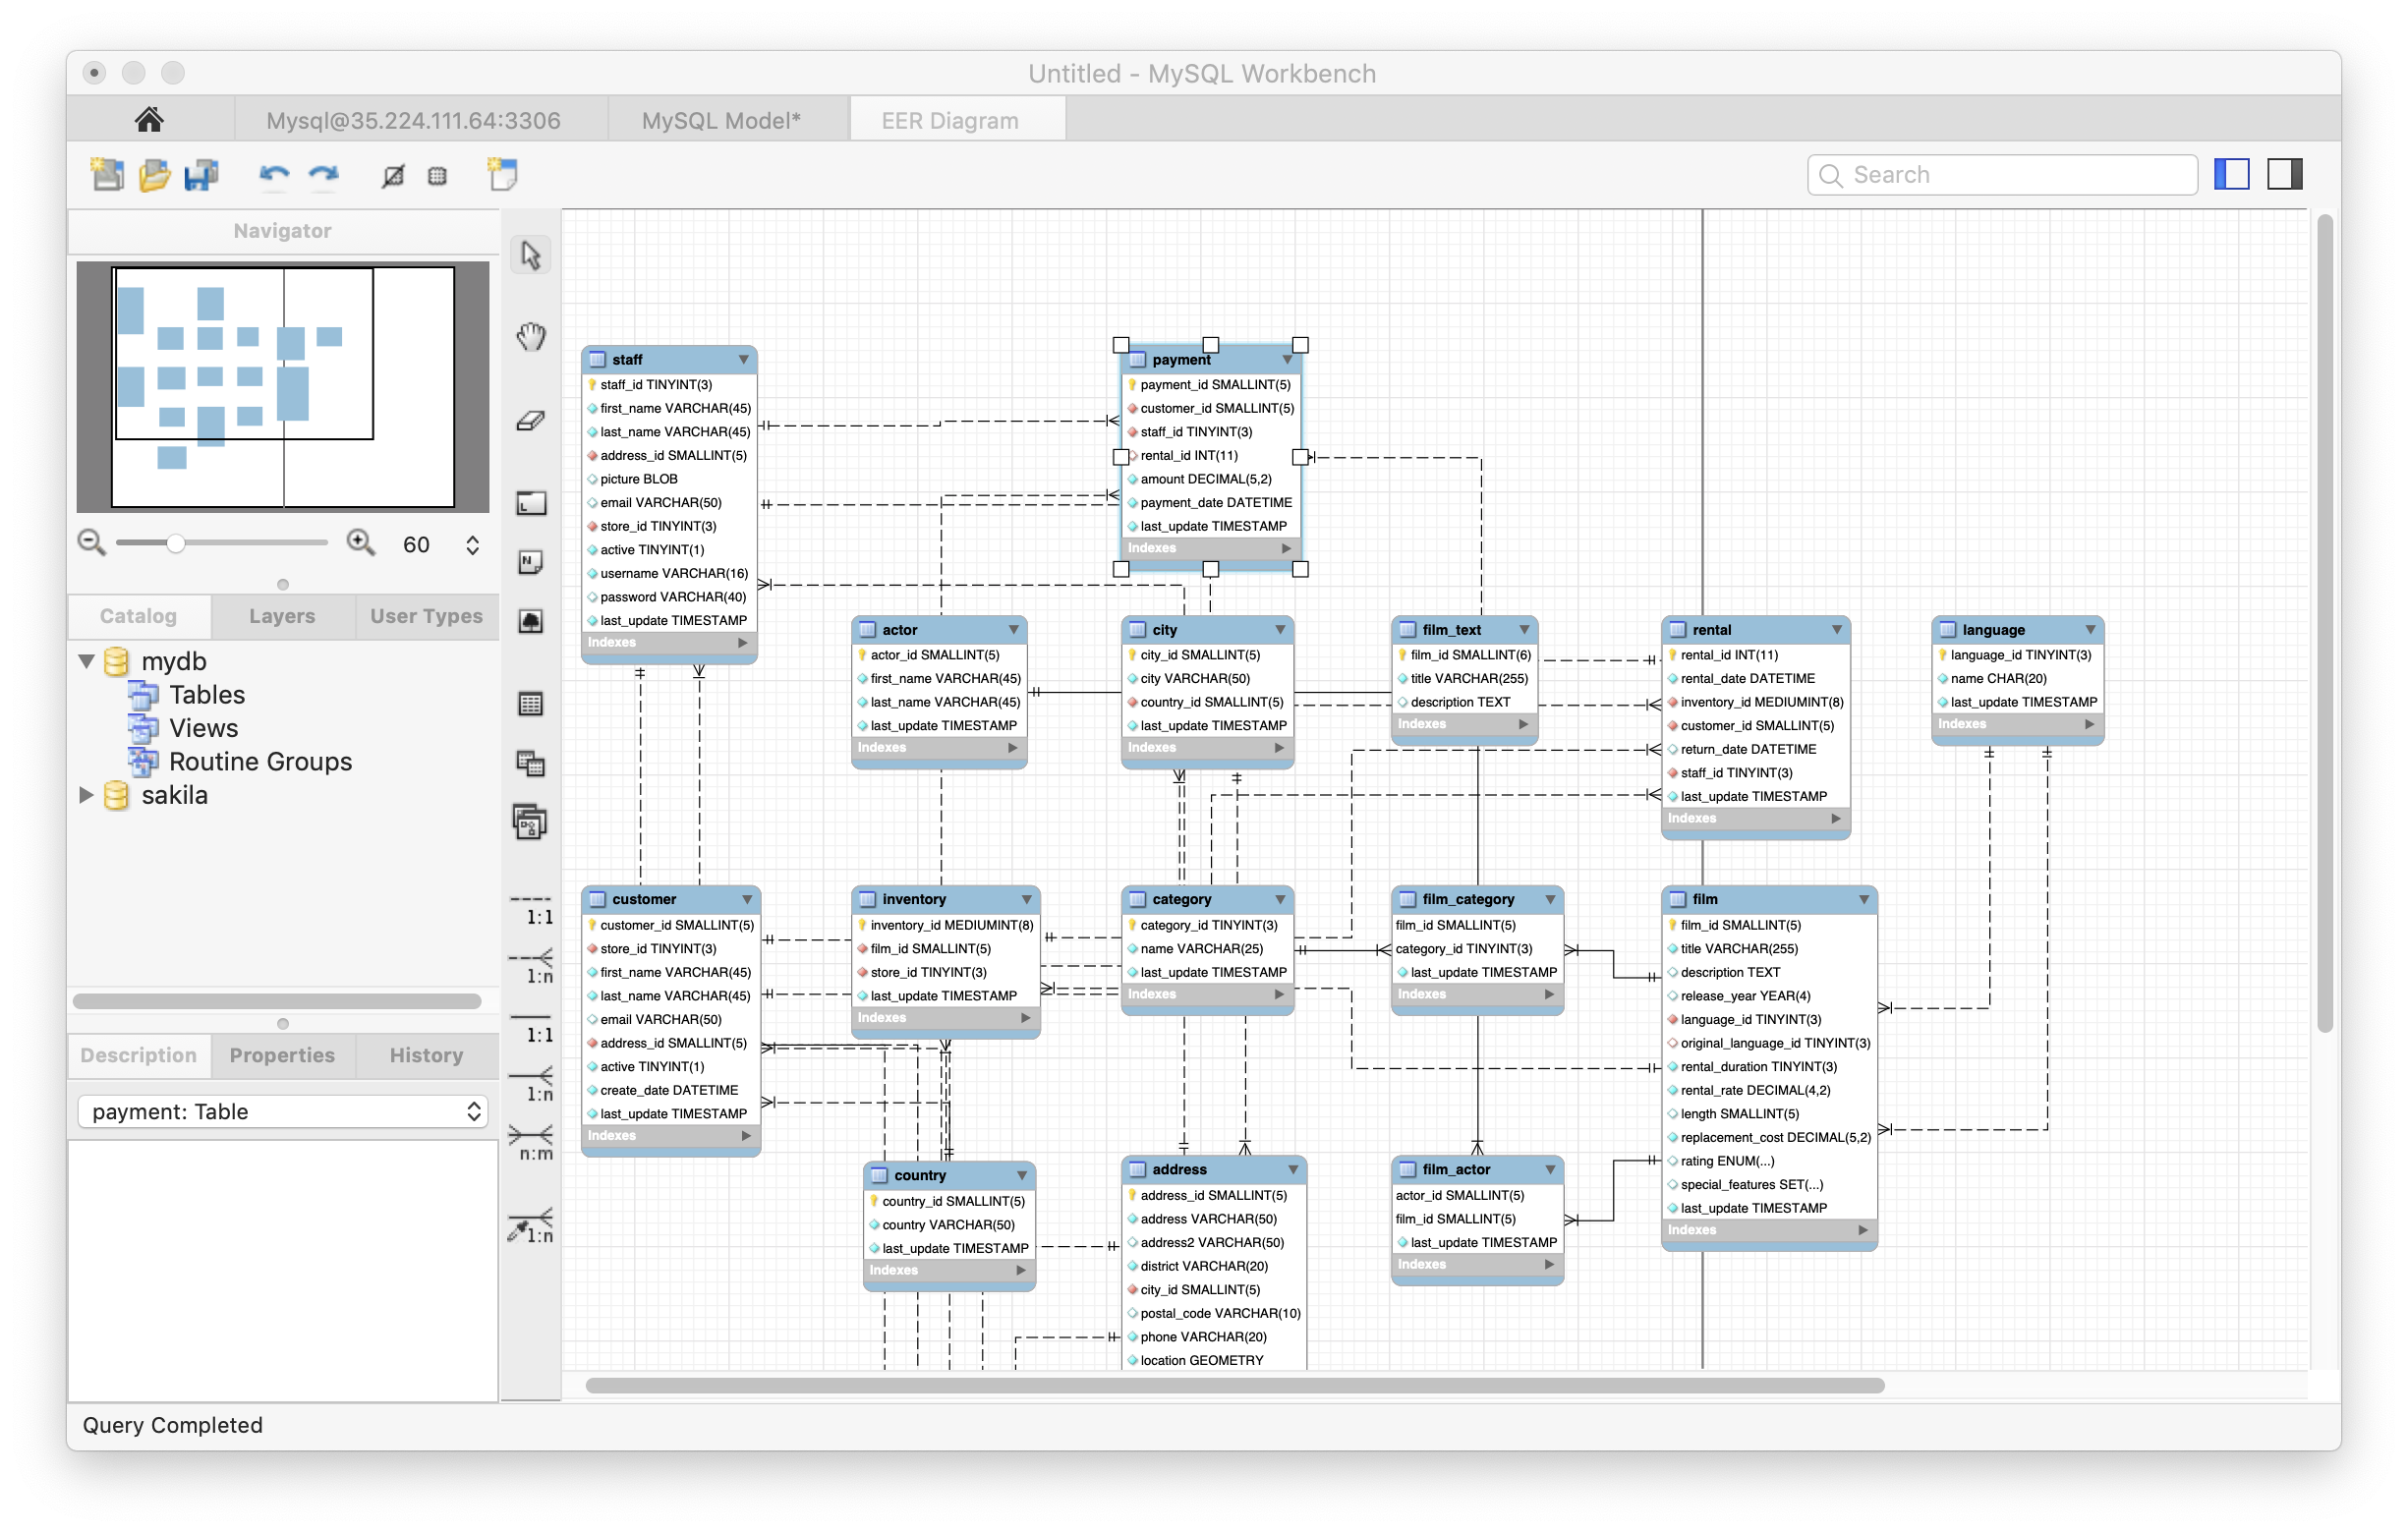 Untitled - MySQL Workbench
Mysql@35.224.111.64:3306
MySQL Model*
EER Diagram
Search
Navigator
60
Catalog
Layers
User Types
mydb
Tables
Views
Routine Groups
sakila
Description
Properties
History
payment: Table
Query Completed
1:1
1:n
1:1
1:n
n:m
1:n
staff
staff_id TINYINT(3)
first_name VARCHAR(45)
last_name VARCHAR(45)
address_id SMALLINT(5)
picture BLOB
email VARCHAR(50)
store_id TINYINT(3)
active TINYINT(1)
username VARCHAR(16)
password VARCHAR(40)
last_update TIMESTAMP
Indexes
payment
payment_id SMALLINT(5)
customer_id SMALLINT(5)
staff_id TINYINT(3)
rental_id INT(11)
amount DECIMAL(5,2)
payment_date DATETIME
last_update TIMESTAMP
Indexes
actor
actor_id SMALLINT(5)
first_name VARCHAR(45)
last_name VARCHAR(45)
last_update TIMESTAMP
Indexes
city
city_id SMALLINT(5)
city VARCHAR(50)
country_id SMALLINT(5)
last_update TIMESTAMP
Indexes
film_text
film_id SMALLINT(6)
title VARCHAR(255)
description TEXT
Indexes
rental
rental_id INT(11)
rental_date DATETIME
inventory_id MEDIUMINT(8)
customer_id SMALLINT(5)
return_date DATETIME
staff_id TINYINT(3)
last_update TIMESTAMP
Indexes
language
language_id TINYINT(3)
name CHAR(20)
last_update TIMESTAMP
Indexes
customer
customer_id SMALLINT(5)
store_id TINYINT(3)
first_name VARCHAR(45)
last_name VARCHAR(45)
email VARCHAR(50)
address_id SMALLINT(5)
active TINYINT(1)
create_date DATETIME
last_update TIMESTAMP
Indexes
inventory
inventory_id MEDIUMINT(8)
film_id SMALLINT(5)
store_id TINYINT(3)
last_update TIMESTAMP
Indexes
category
category_id TINYINT(3)
name VARCHAR(25)
last_update TIMESTAMP
Indexes
film_category
film_id SMALLINT(5)
category_id TINYINT(3)
last_update TIMESTAMP
Indexes
film
film_id SMALLINT(5)
title VARCHAR(255)
description TEXT
release_year YEAR(4)
language_id TINYINT(3)
original_language_id TINYINT(3)
rental_duration TINYINT(3)
rental_rate DECIMAL(4,2)
length SMALLINT(5)
replacement_cost DECIMAL(5,2)
rating ENUM(...)
special_features SET(...)
last_update TIMESTAMP
Indexes
country
country_id SMALLINT(5)
country VARCHAR(50)
last_update TIMESTAMP
Indexes
address
address_id SMALLINT(5)
address VARCHAR(50)
address2 VARCHAR(50)
district VARCHAR(20)
city_id SMALLINT(5)
postal_code VARCHAR(10)
phone VARCHAR(20)
location GEOMETRY
film_actor
actor_id SMALLINT(5)
film_id SMALLINT(5)
last_update TIMESTAMP
Indexes